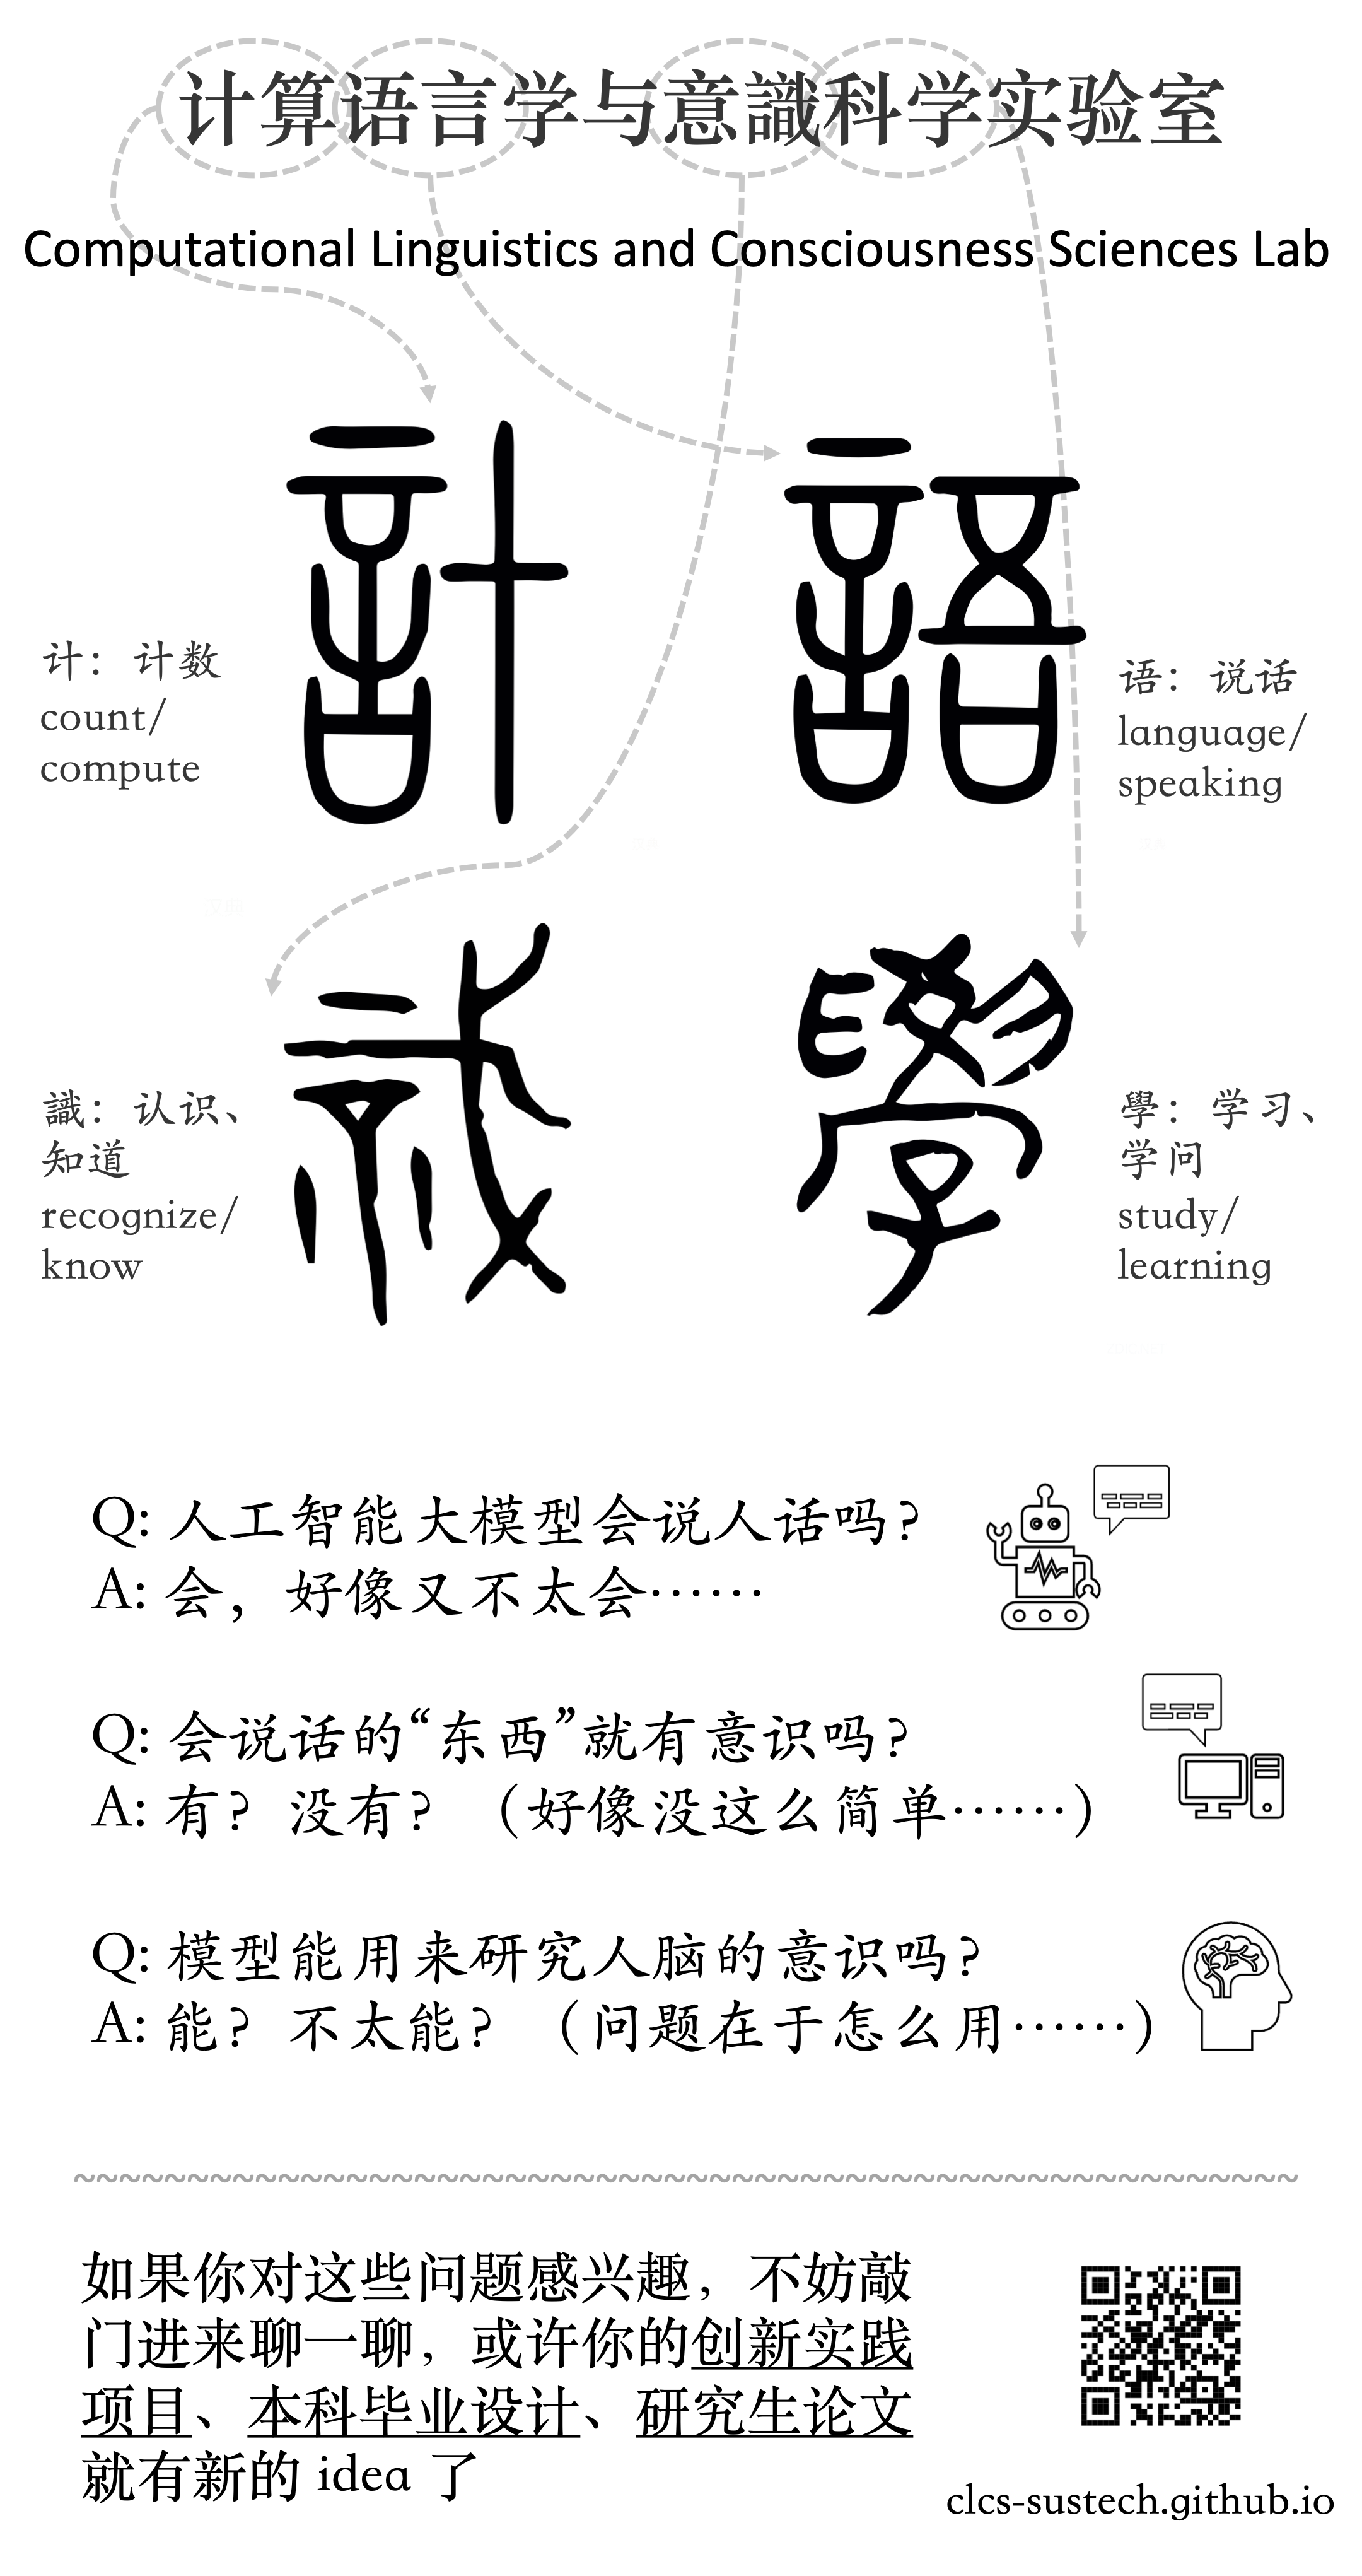 计算语言学与意識科学实验室
Computational Linguistics and Consciousness Sciences Lab
計
語
计：计数
count/
compute
语：说话
language/
speaking
識
學
識：认识、
知道
recognize/
know
學：学习、
学问
study/
learning
Q: 人工智能大模型会说人话吗？
A: 会，好像又不太会……
Q: 会说话的“东西”就有意识吗？
A: 有？没有？（好像没这么简单……）
Q: 模型能用来研究人脑的意识吗？
A: 能？不太能？（问题在于怎么用……）
~~~~~~~~~~~~~~~~~~~~~~~~~~~~~~~~~~~~~~~~~~~~~~~~~~~~~~
如果你对这些问题感兴趣，不妨敲
门进来聊一聊，或许你的创新实践
项目、本科毕业设计、研究生论文
就有新的 idea 了
clcs-sustech.github.io